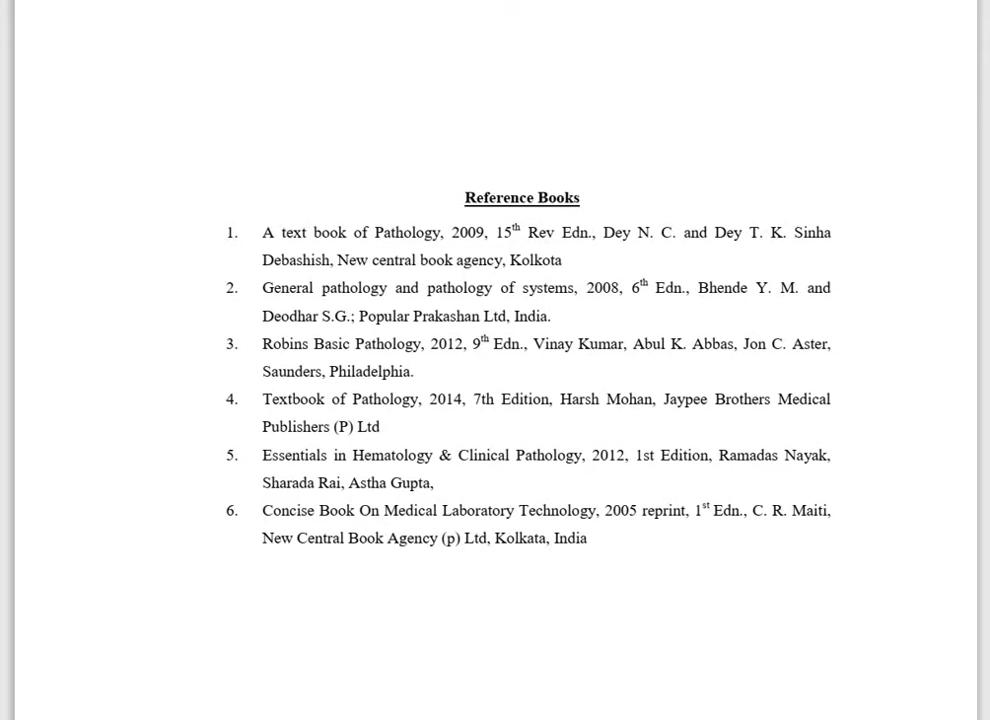 Reference Books
1. A text book of Pathology, 2009, 15th Rev Edn., Dey N. C. and Dey T. K. Sinha
Debashish, New central book agency, Kolkota
2. General pathology and pathology of systems, 2008, 6th Edn., Bhende Y. M. and
Deodhar S.G.; Popular Prakashan Ltd, India.
3. Robins Basic Pathology, 2012, 9th Edn., Vinay Kumar, Abul K. Abbas, Jon C. Aster,
Saunders, Philadelphia.
4. Textbook of Pathology, 2014, 7th Edition, Harsh Mohan, Jaypee Brothers Medical
Publishers (P) Ltd
5. Essentials in Hematology & Clinical Pathology, 2012, 1st Edition, Ramadas Nayak,
Sharada Rai, Astha Gupta,
6. Concise Book On Medical Laboratory Technology, 2005 reprint, 1st Edn., C. R. Maiti,
New Central Book Agency (p) Ltd, Kolkata, India